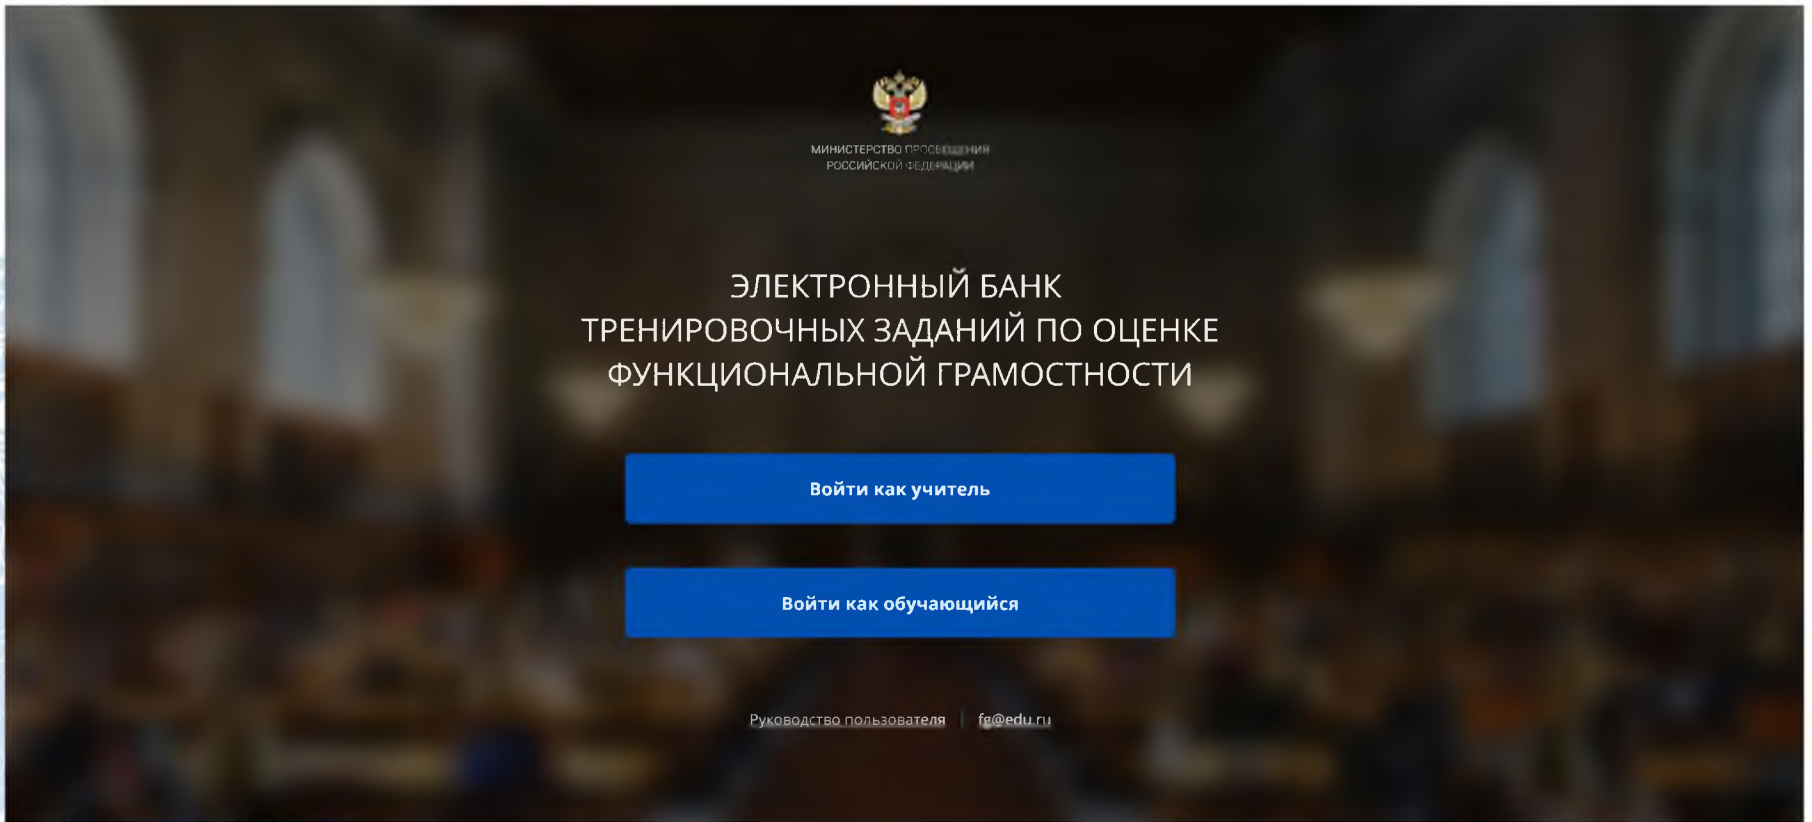 МИНИСТЕРСТВО ПРОСВЕЩЕНИЯ
РОССИЙСКОЙ ФЕДЕРАЦИИ
ЭЛЕКТРОННЫЙ БАНК
ТРЕНИРОВОЧНЫХ ЗАДАНИЙ ПО ОЦЕНКЕ
ФУНКЦИОНАЛЬНОЙ ГРАМОСТНОСТИ
Войти как учитель
Войти как обучающийся
Руководство пользователя | fg@edu.ru